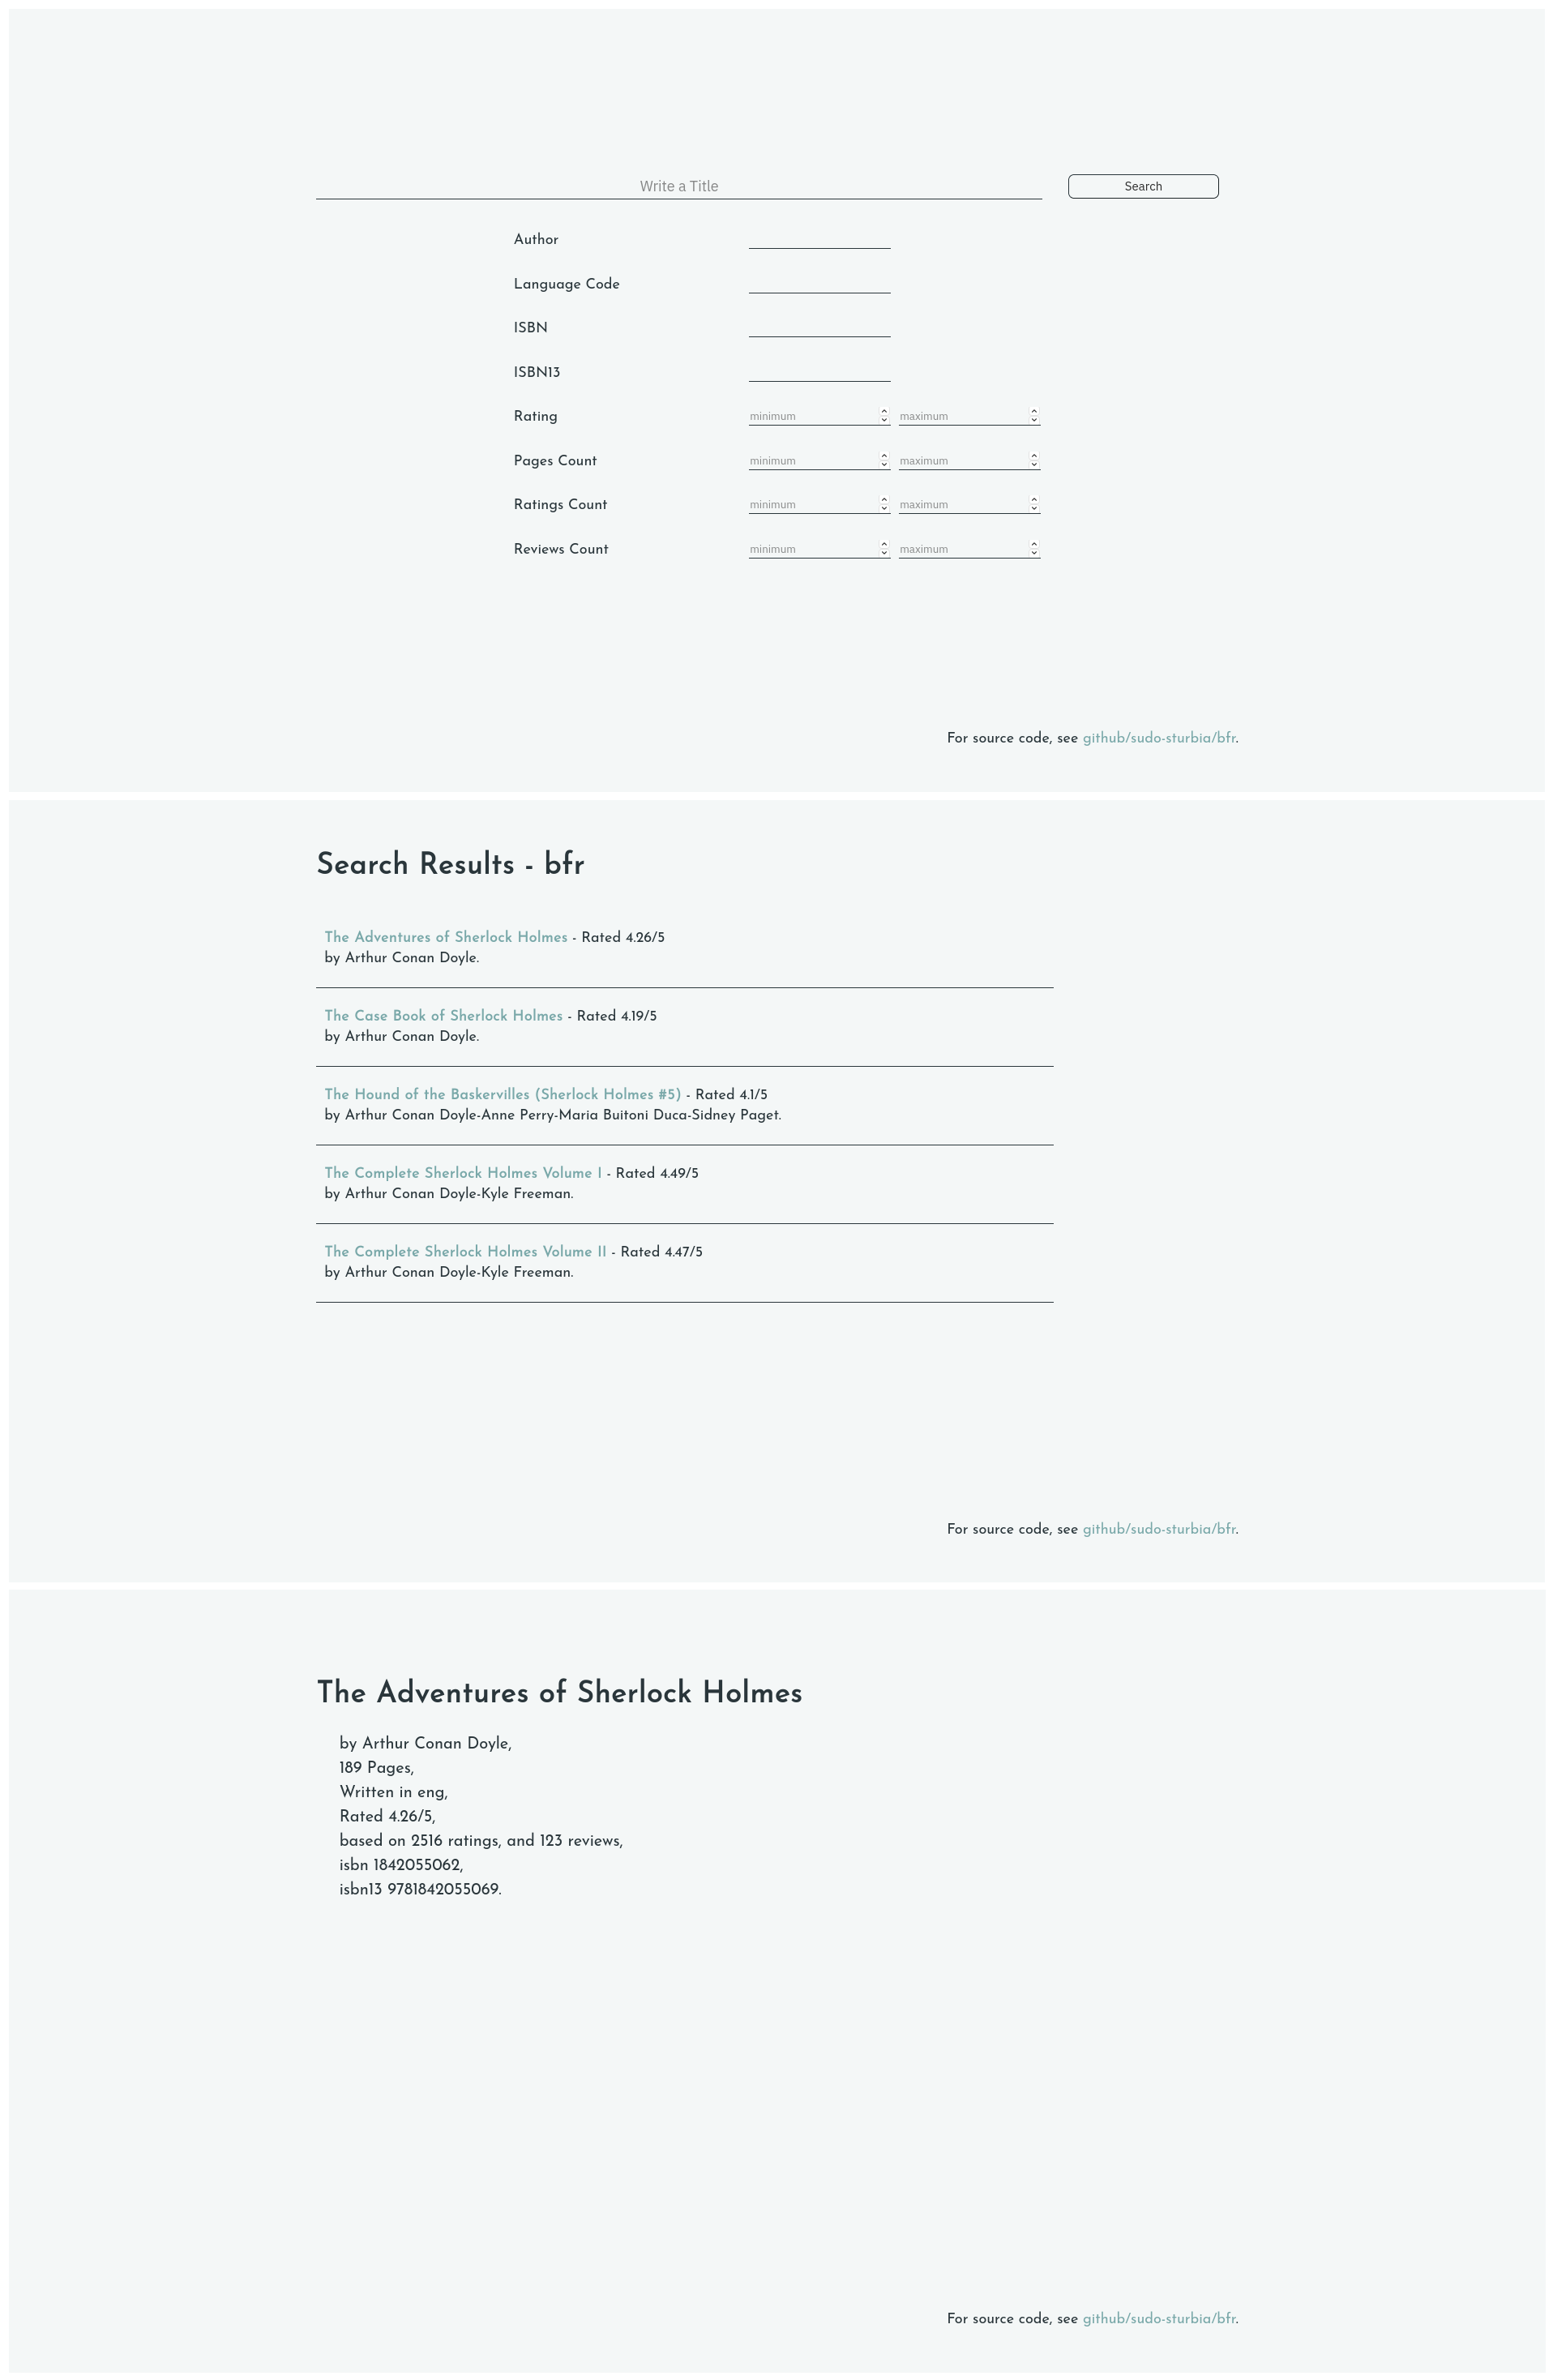 Write a Title Search
Author
Language Code
ISBN
ISBN13
Rating minimum maximum
Pages Count minimum maximum
Ratings Count minimum maximum
Reviews Count minimum maximum
For source code, see github/sudo-sturbia/bfr.
Search Results - bfr
The Adventures of Sherlock Holmes - Rated 4.26/5
by Arthur Conan Doyle.
The Case Book of Sherlock Holmes - Rated 4.19/5
by Arthur Conan Doyle.
The Hound of the Baskervilles (Sherlock Holmes #5) - Rated 4.1/5
by Arthur Conan Doyle-Anne Perry-Maria Buitoni Duca-Sidney Paget.
The Complete Sherlock Holmes Volume I - Rated 4.49/5
by Arthur Conan Doyle-Kyle Freeman.
The Complete Sherlock Holmes Volume II - Rated 4.47/5
by Arthur Conan Doyle-Kyle Freeman.
For source code, see github/sudo-sturbia/bfr.
The Adventures of Sherlock Holmes
by Arthur Conan Doyle,
189 Pages,
Written in eng,
Rated 4.26/5,
based on 2516 ratings, and 123 reviews,
isbn 1842055062,
isbn13 9781842055069.
For source code, see github/sudo-sturbia/bfr.